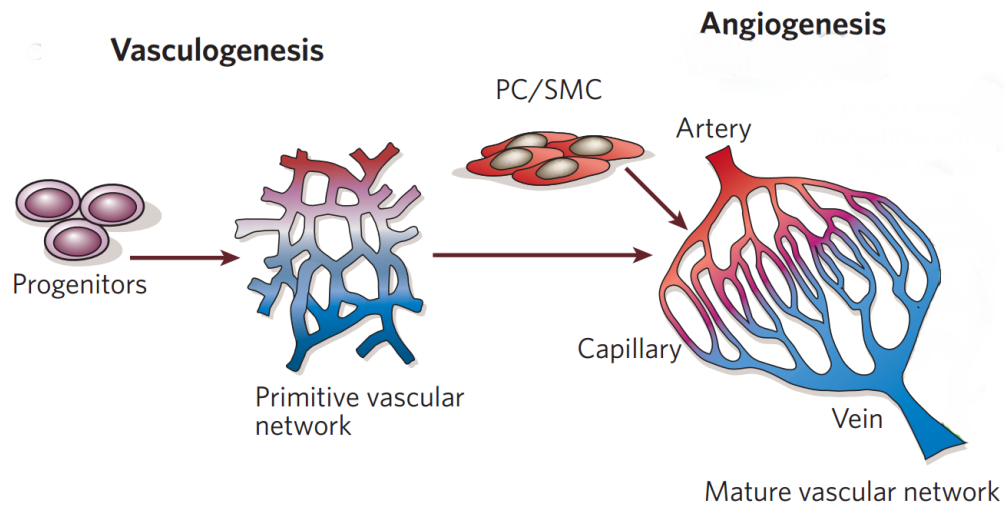 Vasculogenesis
Angiogenesis
PC/SMC
Artery
Progenitors
Capillary
Primitive vascular
network
Vein
Mature vascular network